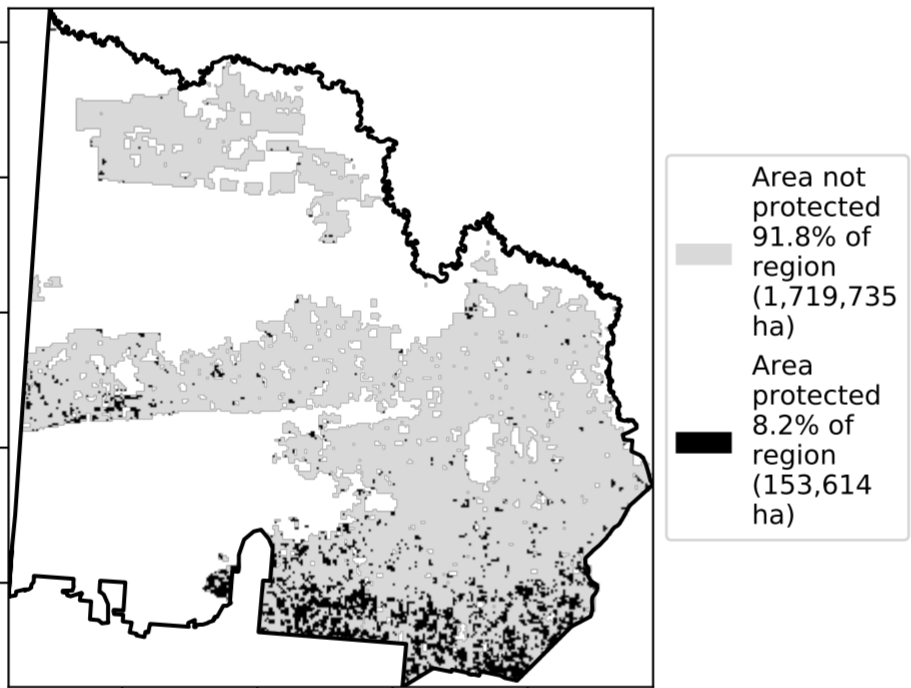 Area not
protected
91.8% of
region
(1,719,735
ha)
Area
protected
8.2% of
region
(153,614
ha)